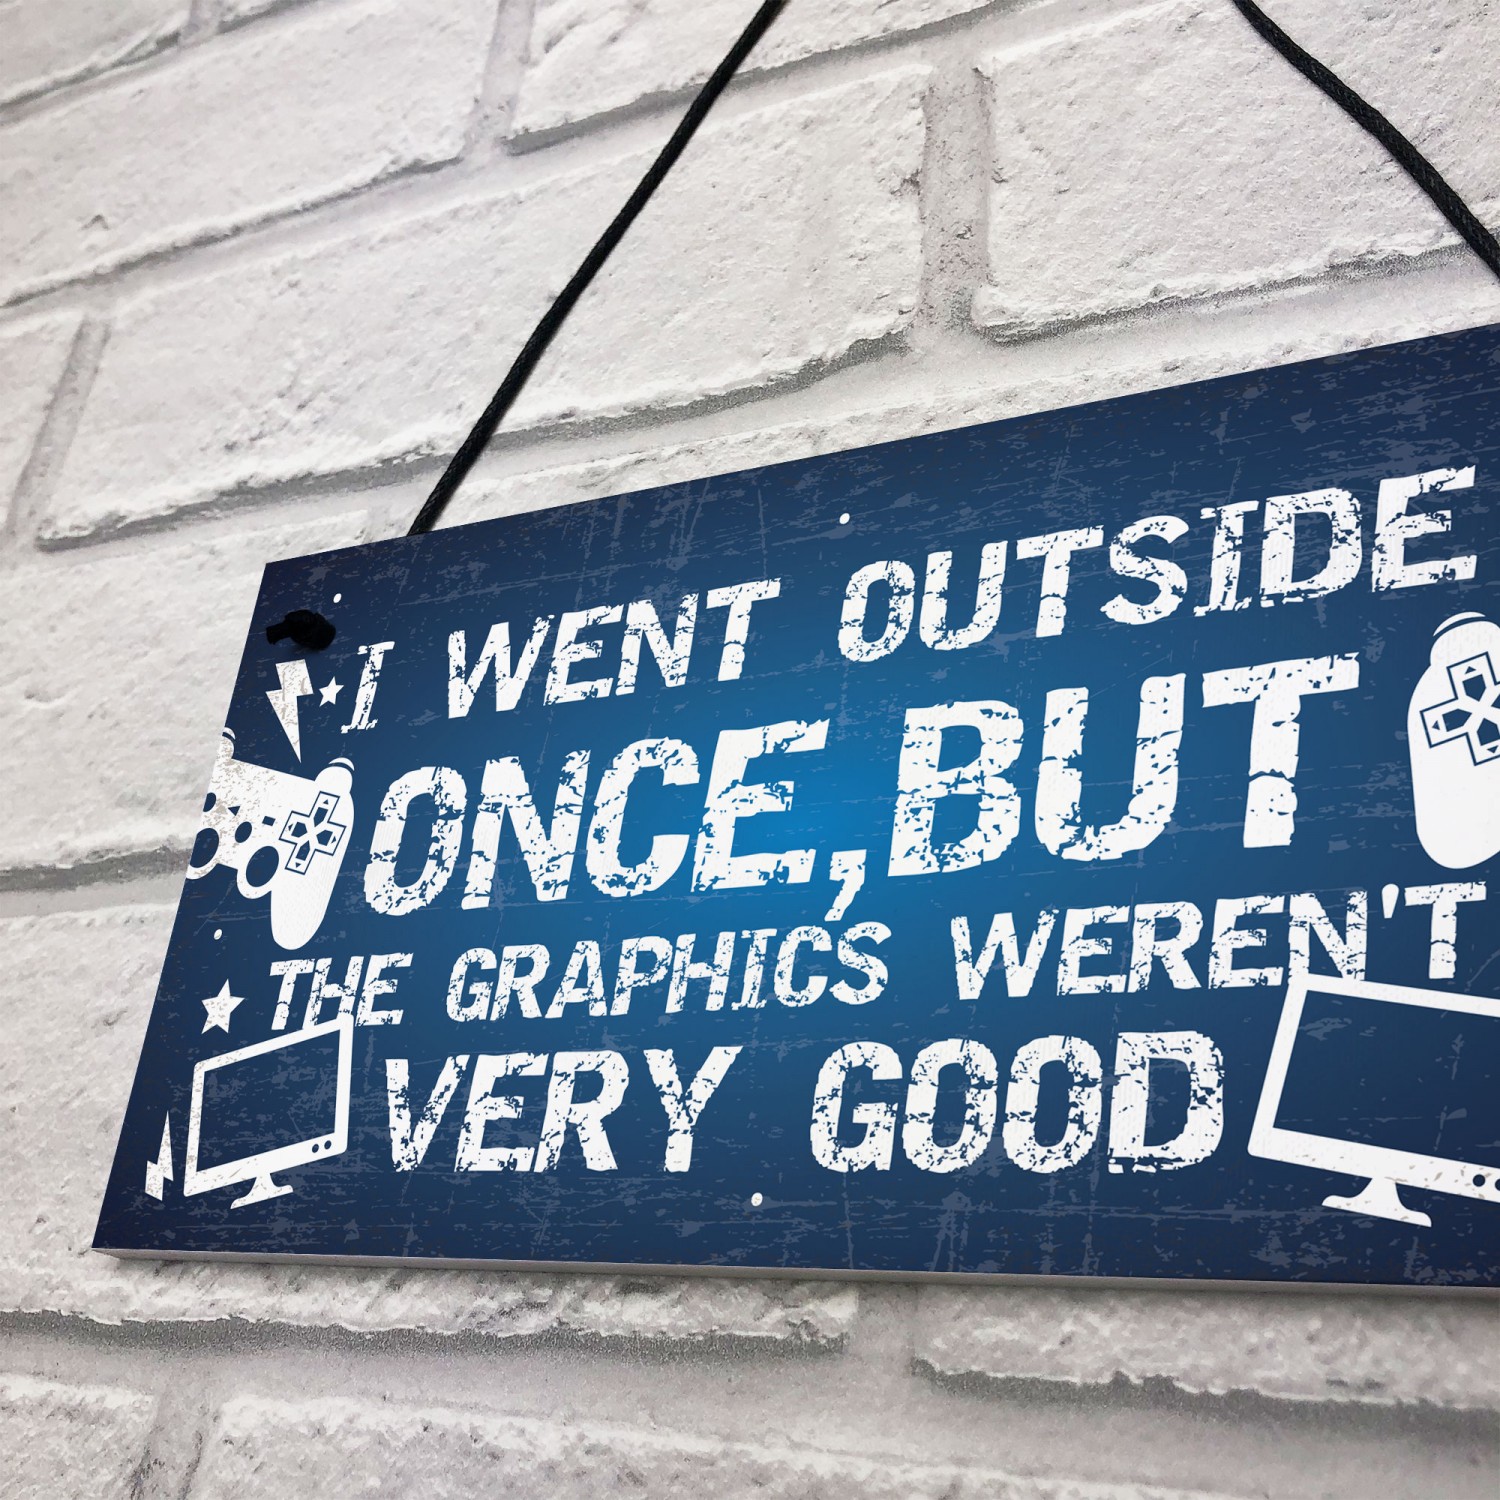 I WENT OUTSIDE
ONCE, BUT
THE GRAPHICS WEREN'T
VERY GOOD